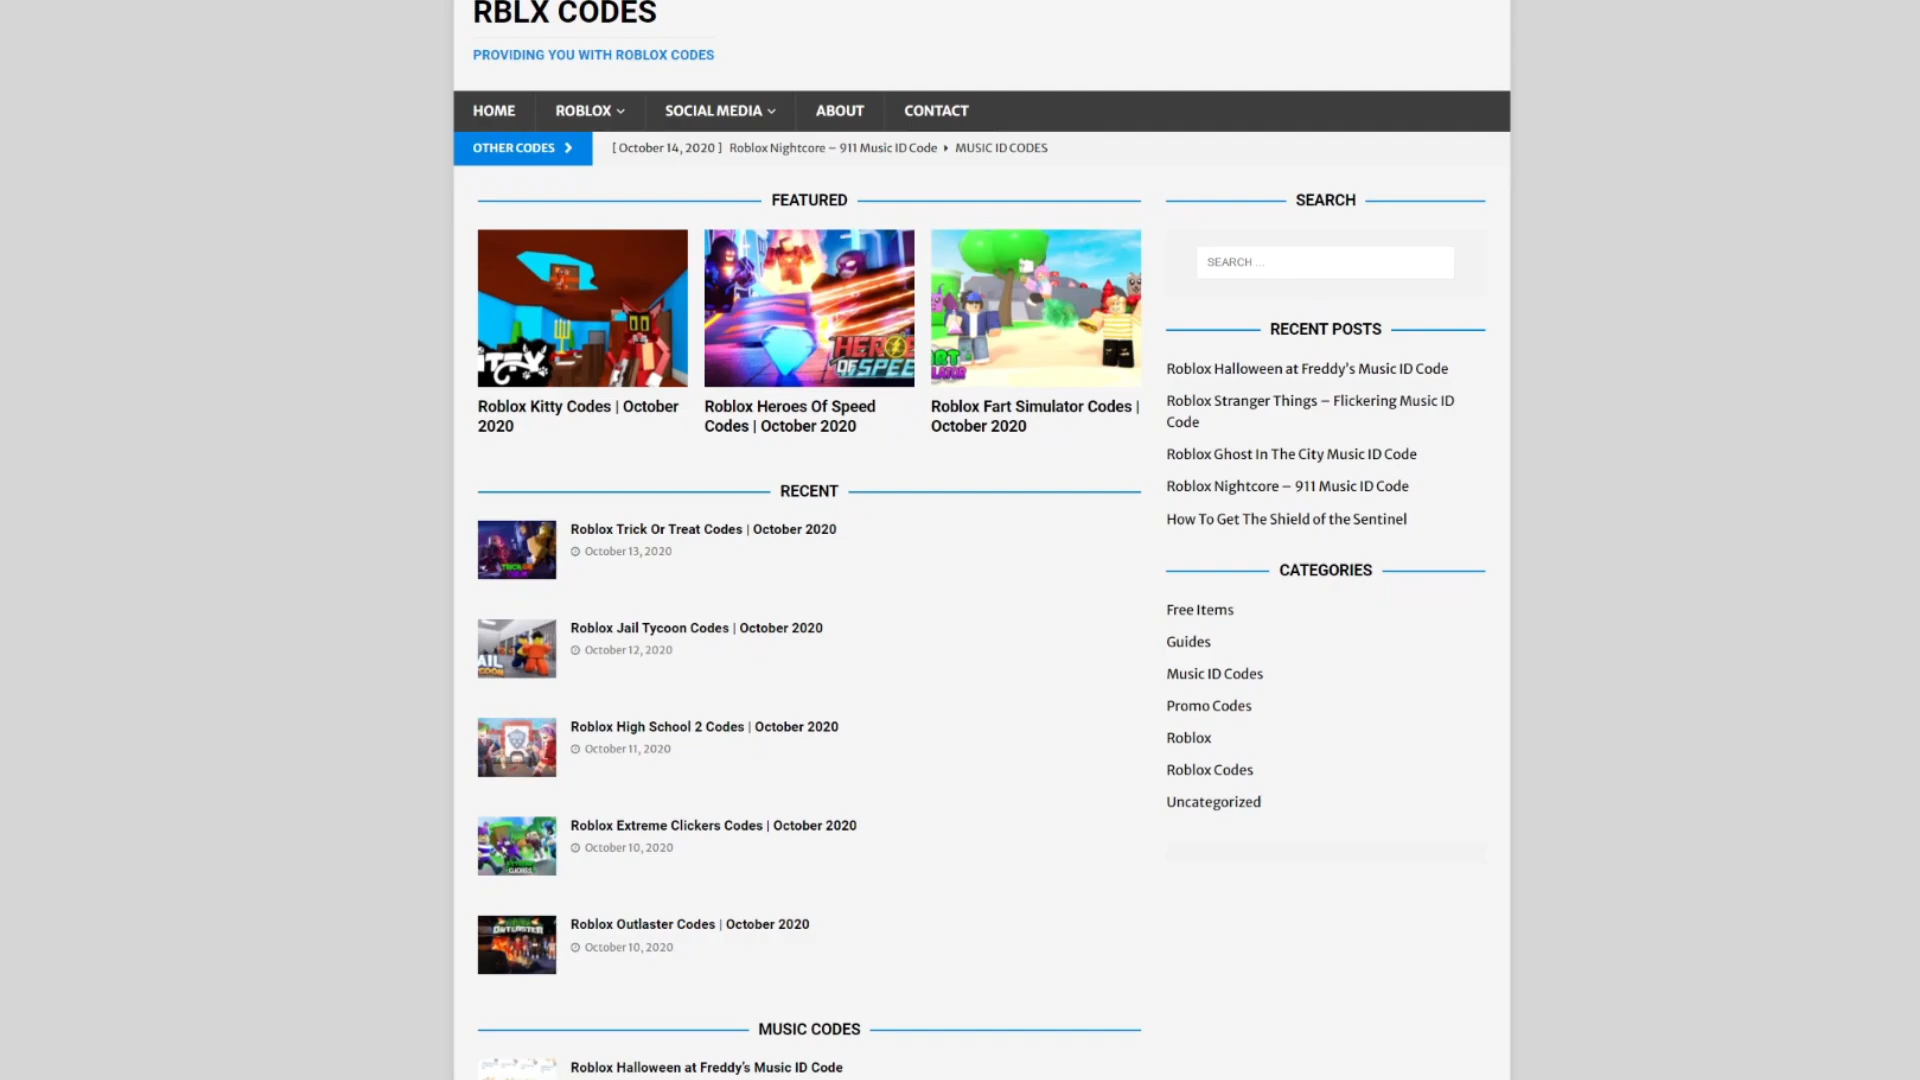 RBLX CODES
PROVIDING YOU WITH ROBLOX CODES
HOME ROBLOX SOCIAL MEDIA ABOUT CONTACT
OTHER CODES [ October 14, 2020 ] Roblox Nightcore – 911 Music ID Code MUSIC ID CODES
FEATURED
Roblox Kitty Codes | October
2020
HEROES
OF SPEED
Roblox Heroes Of Speed
Codes | October 2020
Roblox Fart Simulator Codes |
October 2020
RECENT
Roblox Trick Or Treat Codes | October 2020
October 13, 2020
Roblox Jail Tycoon Codes | October 2020
October 12, 2020
Roblox High School 2 Codes | October 2020
October 11, 2020
Roblox Extreme Clickers Codes | October 2020
October 10, 2020
OUTLASTER
Roblox Outlaster Codes | October 2020
October 10, 2020
MUSIC CODES
Roblox Halloween at Freddy's Music ID Code
SEARCH
SEARCH ...
RECENT POSTS
Roblox Halloween at Freddy's Music ID Code
Roblox Stranger Things – Flickering Music ID
Code
Roblox Ghost In The City Music ID Code
Roblox Nightcore – 911 Music ID Code
How To Get The Shield of the Sentinel
CATEGORIES
Free Items
Guides
Music ID Codes
Promo Codes
Roblox
Roblox Codes
Uncategorized